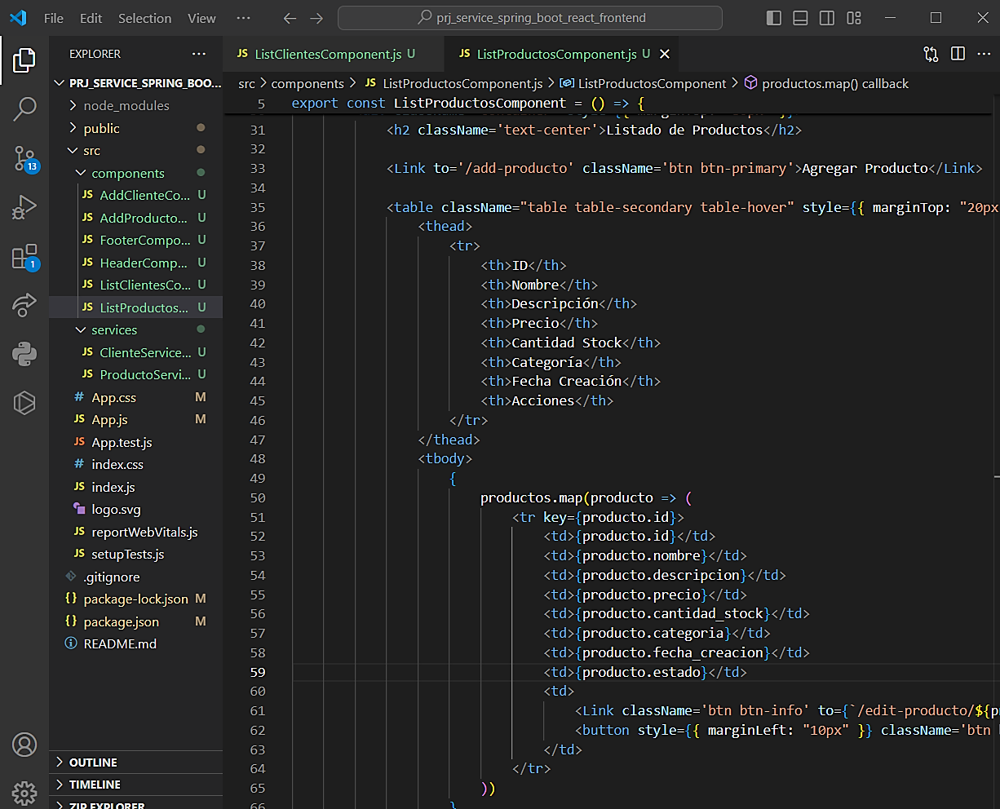 File Edit Selection View ··· prj_service_spring_boot_react_frontend
EXPLORER ···
PRJ_SERVICE_SPRING_BOO...
node_modules
public
src
components
JS AddClienteCo... U
JS AddProducto... U
JS FooterCompo... U
JS HeaderComp... U
JS ListClientesCo... U
JS ListProductos... U
services
JS ClienteService... U
JS ProductoServi... U
# App.css M
JS App.js M
JS App.test.js
# index.css
JS index.js
logo.svg
JS reportWebVitals.js
JS setupTests.js
.gitignore
{} package-lock.json M
{} package.json M
README.md
OUTLINE
TIMELINE
ZIP EXPLORER
13
1
JS ListClientesComponent.js U JS ListProductosComponent.js U
src > components > JS ListProductosComponent.js > ListProductosComponent > productos.map() callback
5 export const ListProductosComponent = () => {
31 <h2 className='text-center'>Listado de Productos</h2>
32
33 <Link to='/add-producto' className='btn btn-primary'>Agregar Producto</Link>
34
35 <table className="table table-secondary table-hover" style={{ marginTop: "20px
36 <thead>
37 <tr>
38 <th>ID</th>
39 <th>Nombre</th>
40 <th>Descripción</th>
41 <th>Precio</th>
42 <th>Cantidad Stock</th>
43 <th>Categoría</th>
44 <th>Fecha Creación</th>
45 <th>Acciones</th>
46 </tr>
47 </thead>
48 <tbody>
49 {
50 productos.map(producto => (
51 <tr key={producto.id}>
52 <td>{producto.id}</td>
53 <td>{producto.nombre}</td>
54 <td>{producto.descripcion}</td>
55 <td>{producto.precio}</td>
56 <td>{producto.cantidad_stock}</td>
57 <td>{producto.categoria}</td>
58 <td>{producto.fecha_creacion}</td>
59 <td>{producto.estado}</td>
60 <td>
61 <Link className='btn btn-info' to={`/edit-producto/${p
62 <button style={{ marginLeft: "10px" }} className='btn
63 </td>
64 </tr>
65 ))
66 }